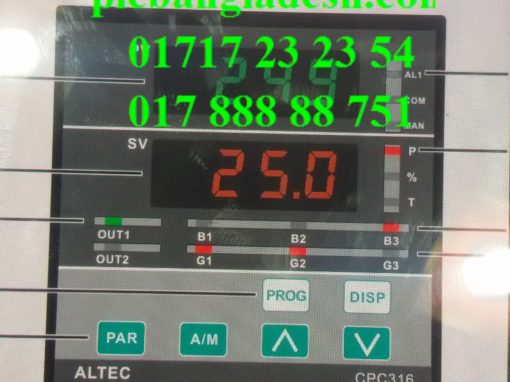 plcbangladesh.com
01717 23 23 54
AL1
017 888 88 751
COM
MAN
SV
25.0
P
%
T
OUT1 B1 B2 B3
OUT2 G1 G2 G3
PROG DISP
PAR A/M
ALTEC CPC316